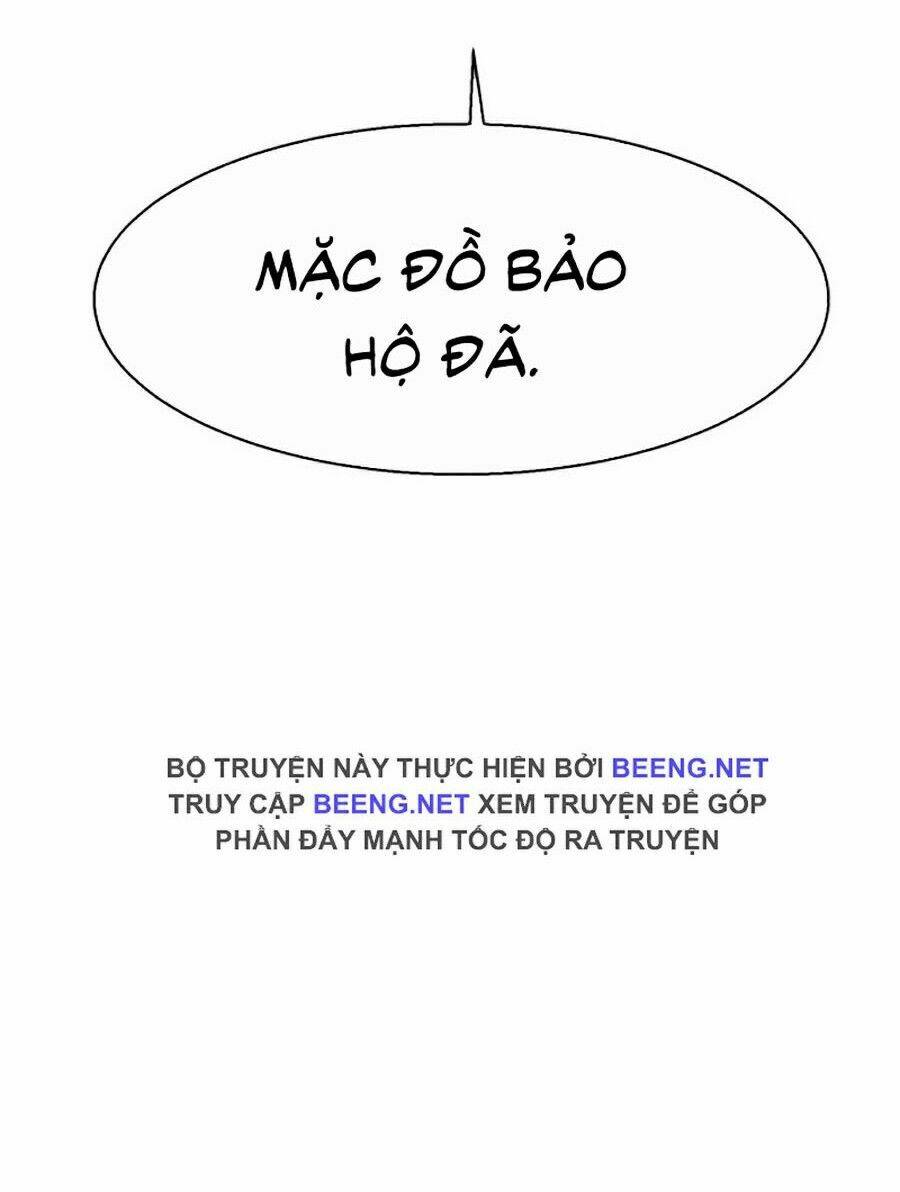 MẶC ĐỒ BẢO
HỘ ĐÃ.
BỘ TRUYỆN NÀY THỰC HIỆN BỞI BEENG.NET
TRUY CẬP BEENG.NET XEM TRUYỆN ĐỂ GÓP
PHẦN ĐẨY MẠNH TỐC ĐỘ RA TRUYỆN